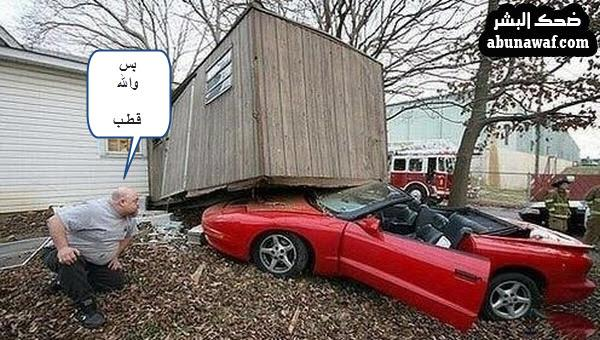 ضحك البشر
abunawaf.com
بس
والله
قطب